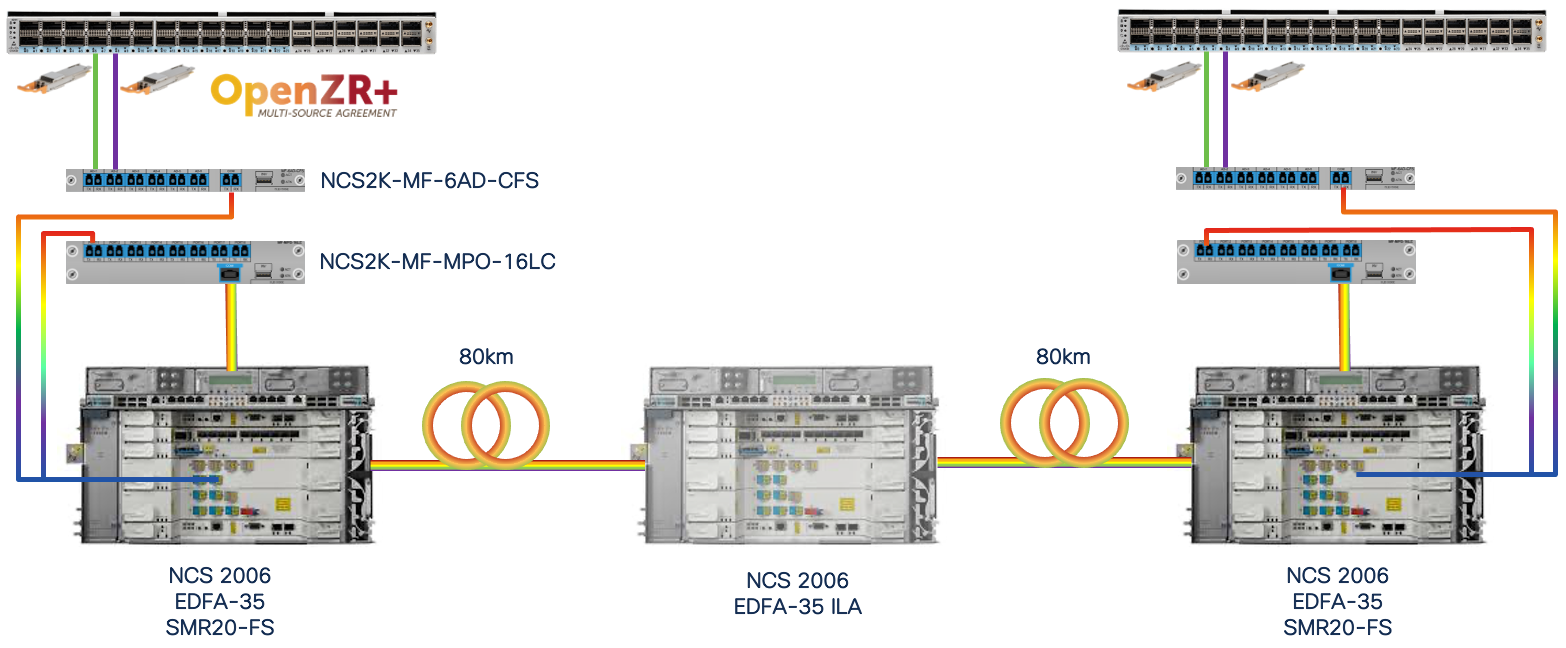 OpenZR+
MULTI-SOURCE AGREEMENT
NCS2K-MF-6AD-CFS
NCS2K-MF-MPO-16LC
80km
80km
NCS 2006
EDFA-35
SMR20-FS
NCS 2006
EDFA-35 ILA
NCS 2006
EDFA-35
SMR20-FS